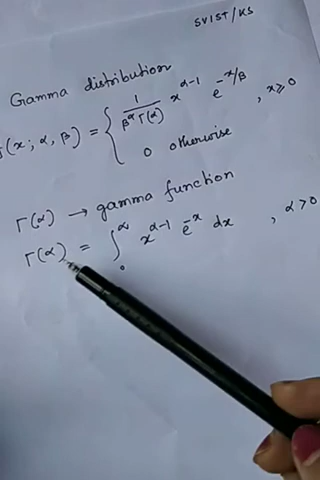 SVIST/KS
Gamma distribution
(x; α, β) = { 1/(β^α Γ(α)) x^(α-1) e^(-x/β) , x ≥ 0
0 otherwise
Γ(α) → gamma function
Γ(α) = ∫₀^∞ x^(α-1) e^(-x) dx , α > 0